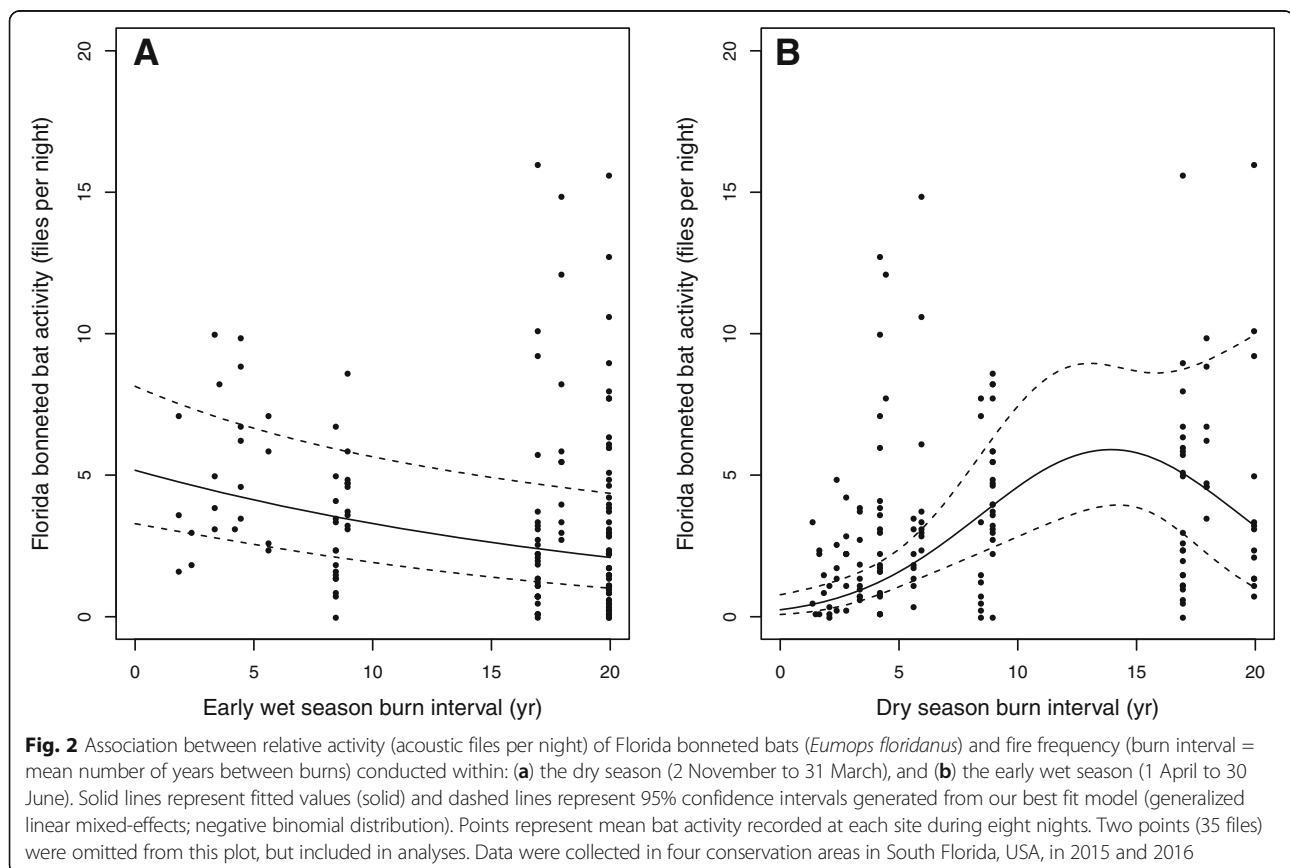 A
20
15
10
5
0
Florida bonneted bat activity (files per night)
0 5 10 15 20
Early wet season burn interval (yr)
B
20
15
10
5
0
Florida bonneted bat activity (files per night)
0 5 10 15 20
Dry season burn interval (yr)
Fig. 2 Association between relative activity (acoustic files per night) of Florida bonneted bats (Eumops floridanus) and fire frequency (burn interval =
mean number of years between burns) conducted within: (a) the dry season (2 November to 31 March), and (b) the early wet season (1 April to 30
June). Solid lines represent fitted values (solid) and dashed lines represent 95% confidence intervals generated from our best fit model (generalized
linear mixed-effects; negative binomial distribution). Points represent mean bat activity recorded at each site during eight nights. Two points (35 files)
were omitted from this plot, but included in analyses. Data were collected in four conservation areas in South Florida, USA, in 2015 and 2016